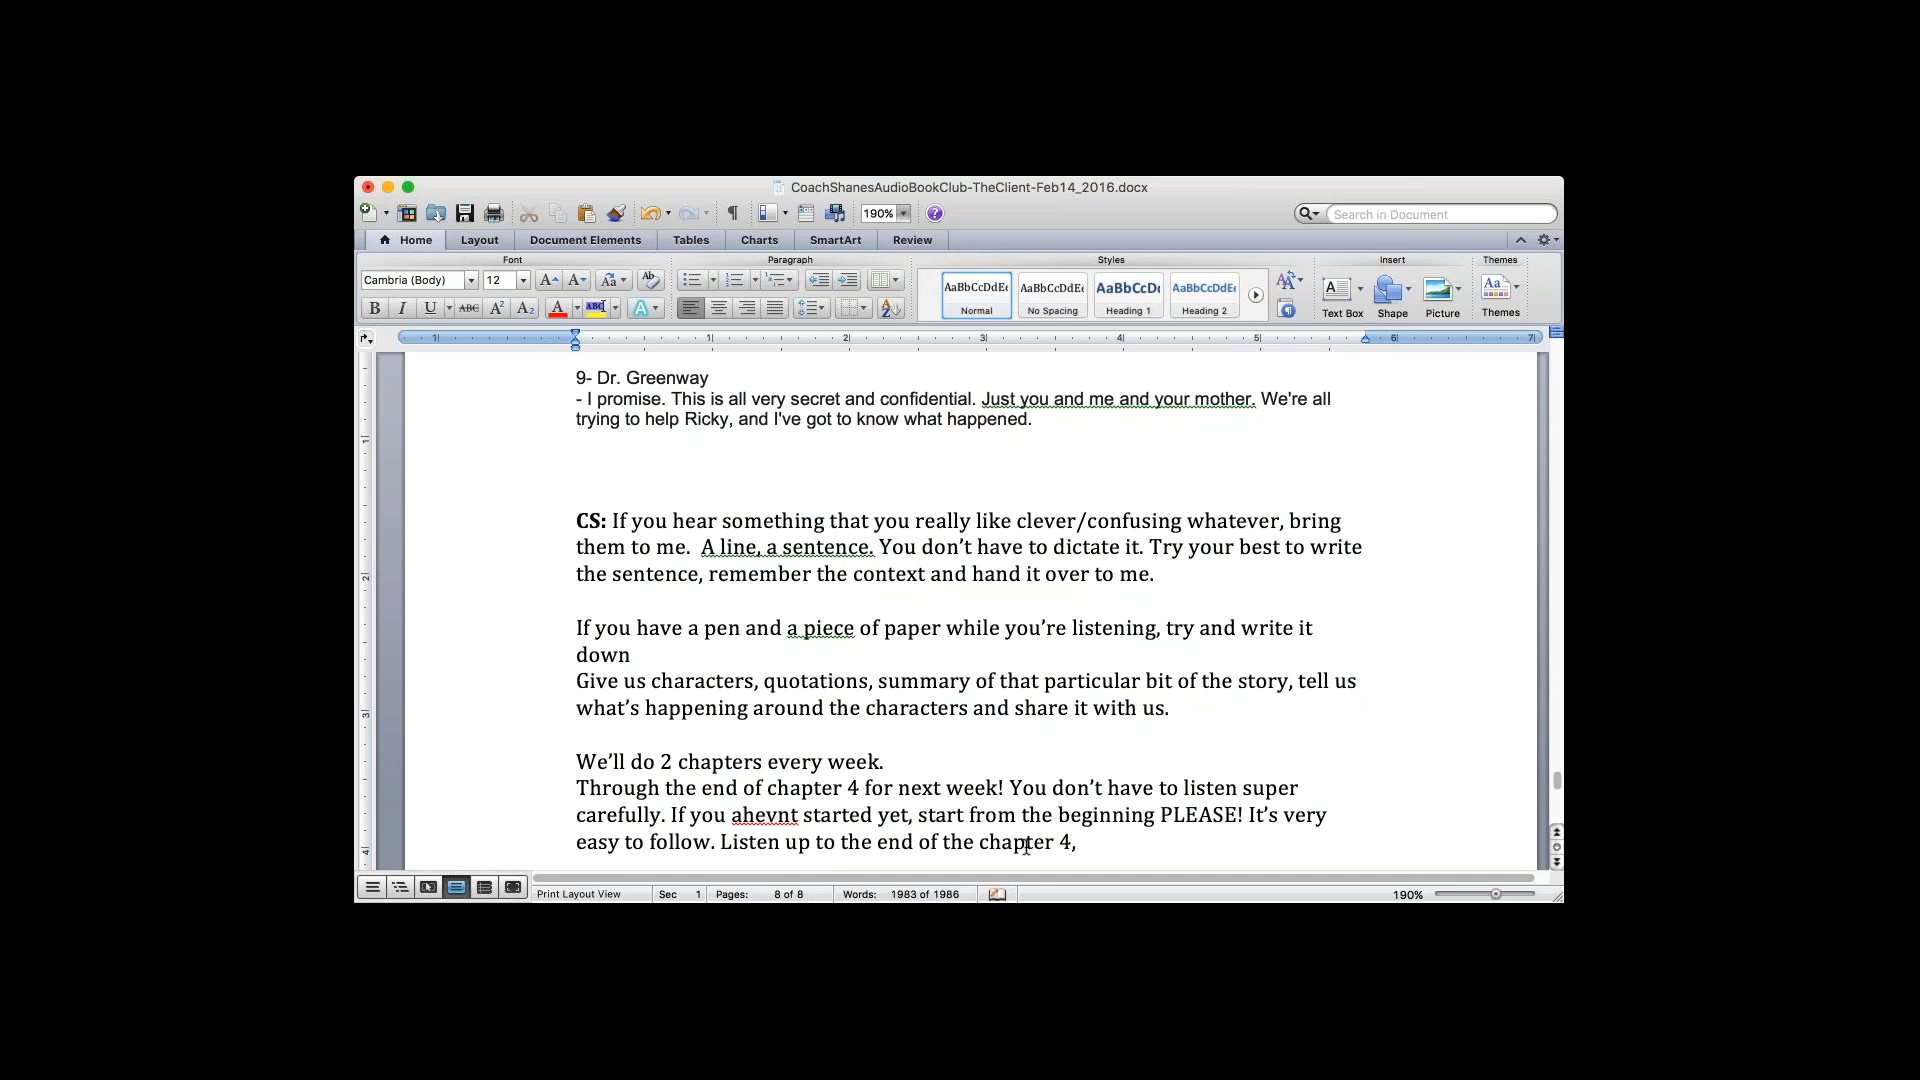 CoachShanesAudioBookClub-TheClient-Feb14_2016.docx
190%
Search in Document
Home Layout Document Elements Tables Charts SmartArt Review
Font Paragraph Styles Insert Themes
Cambria (Body) 12
AaBbCcDdEe AaBbCcDdEe AaBbCcDı AaBbCcDdEe
Normal No Spacing Heading 1 Heading 2
Text Box Shape Picture Themes
9- Dr. Greenway
- I promise. This is all very secret and confidential. Just you and me and your mother. We're all
trying to help Ricky, and I've got to know what happened.
CS: If you hear something that you really like clever/confusing whatever, bring
them to me.  A line, a sentence. You don’t have to dictate it. Try your best to write
the sentence, remember the context and hand it over to me.
If you have a pen and a piece of paper while you’re listening, try and write it
down
Give us characters, quotations, summary of that particular bit of the story, tell us
what’s happening around the characters and share it with us.
We’ll do 2 chapters every week.
Through the end of chapter 4 for next week! You don’t have to listen super
carefully. If you ahevnt started yet, start from the beginning PLEASE! It’s very
easy to follow. Listen up to the end of the chapter 4,
Print Layout View Sec 1 Pages: 8 of 8 Words: 1983 of 1986 190%